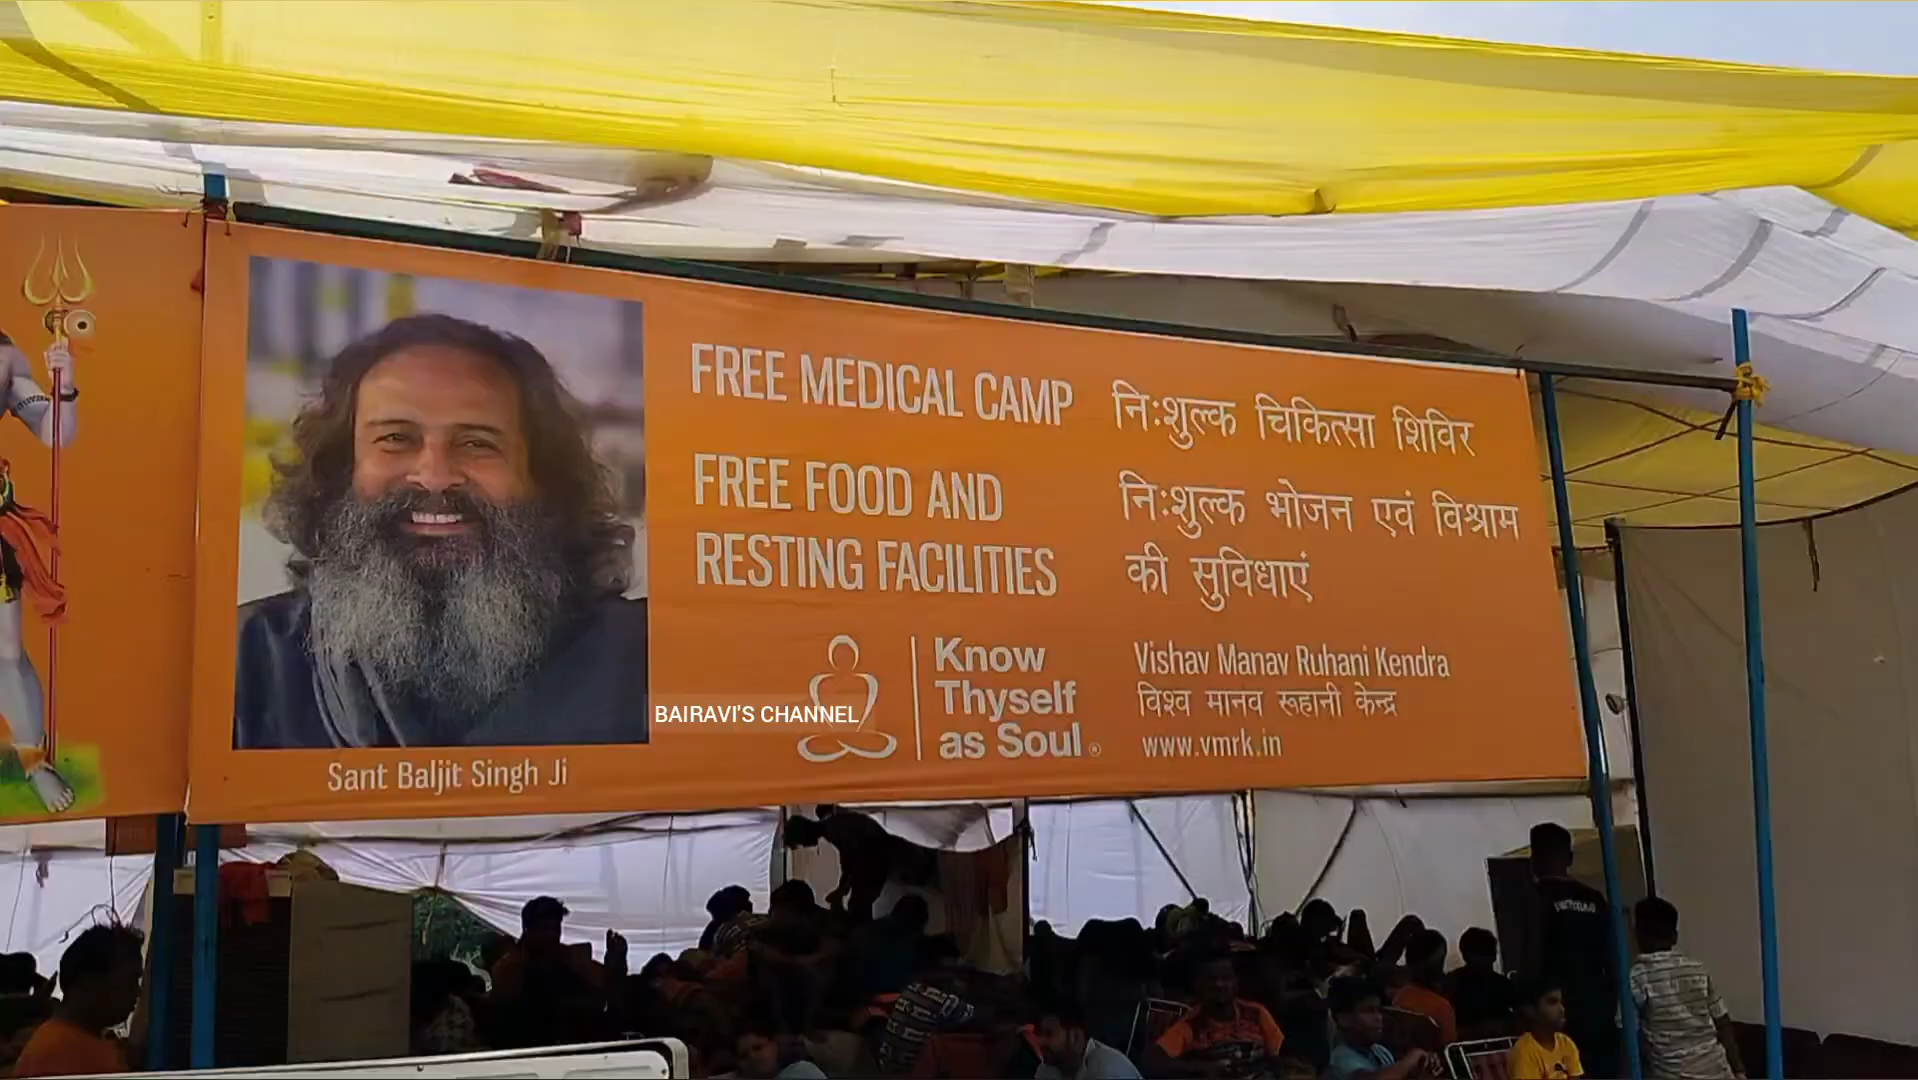 FREE MEDICAL CAMP
निःशुल्क चिकित्सा शिविर
FREE FOOD AND
RESTING FACILITIES
निःशुल्क भोजन एवं विश्राम
की सुविधाएं
Know
Thyself
as Soul®
Vishav Manav Ruhani Kendra
विश्व मानव रूहानी केन्द्र
www.vmrk.in
BAIRAVI'S CHANNEL
Sant Baljit Singh Ji